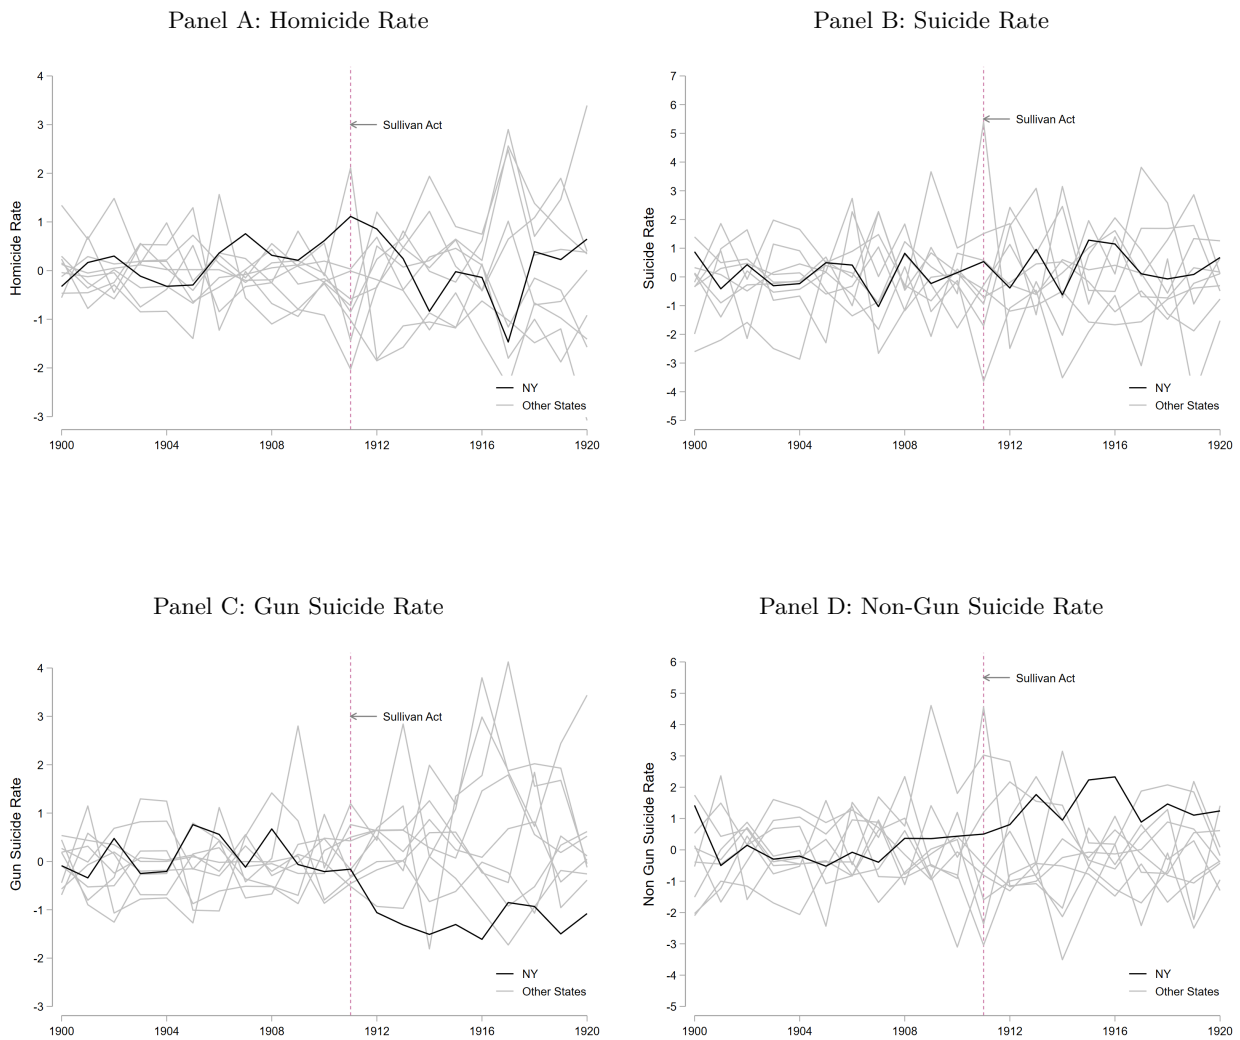 Panel A: Homicide Rate
Homicide Rate
4
3
2
1
0
-1
-2
-3
Sullivan Act
NY
Other States
1900 1904 1908 1912 1916 1920
Panel B: Suicide Rate
Suicide Rate
7
6
5
4
3
2
1
0
-1
-2
-3
-4
-5
Sullivan Act
NY
Other States
1900 1904 1908 1912 1916 1920
Panel C: Gun Suicide Rate
Gun Suicide Rate
4
3
2
1
0
-1
-2
-3
Sullivan Act
NY
Other States
1900 1904 1908 1912 1916 1920
Panel D: Non-Gun Suicide Rate
Non Gun Suicide Rate
6
5
4
3
2
1
0
-1
-2
-3
-4
-5
Sullivan Act
NY
Other States
1900 1904 1908 1912 1916 1920